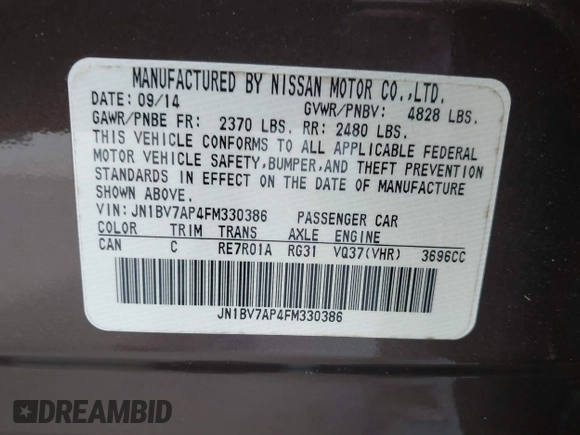 MANUFACTURED BY NISSAN MOTOR CO.,LTD.
DATE: 09/14 GVWR/PNBV: 4828 LBS.
GAWR/PNBE FR: 2370 LBS. RR: 2480 LBS.
THIS VEHICLE CONFORMS TO ALL APPLICABLE FEDERAL
MOTOR VEHICLE SAFETY,BUMPER,AND THEFT PREVENTION
STANDARDS IN EFFECT ON THE DATE OF MANUFACTURE
SHOWN ABOVE.
VIN:JN1BV7AP4FM330386 PASSENGER CAR
COLOR TRIM TRANS AXLE ENGINE
CAN C RE7R01A RG31 VQ37(VHR) 3696CC
JN1BV7AP4FM330386
DREAMBID